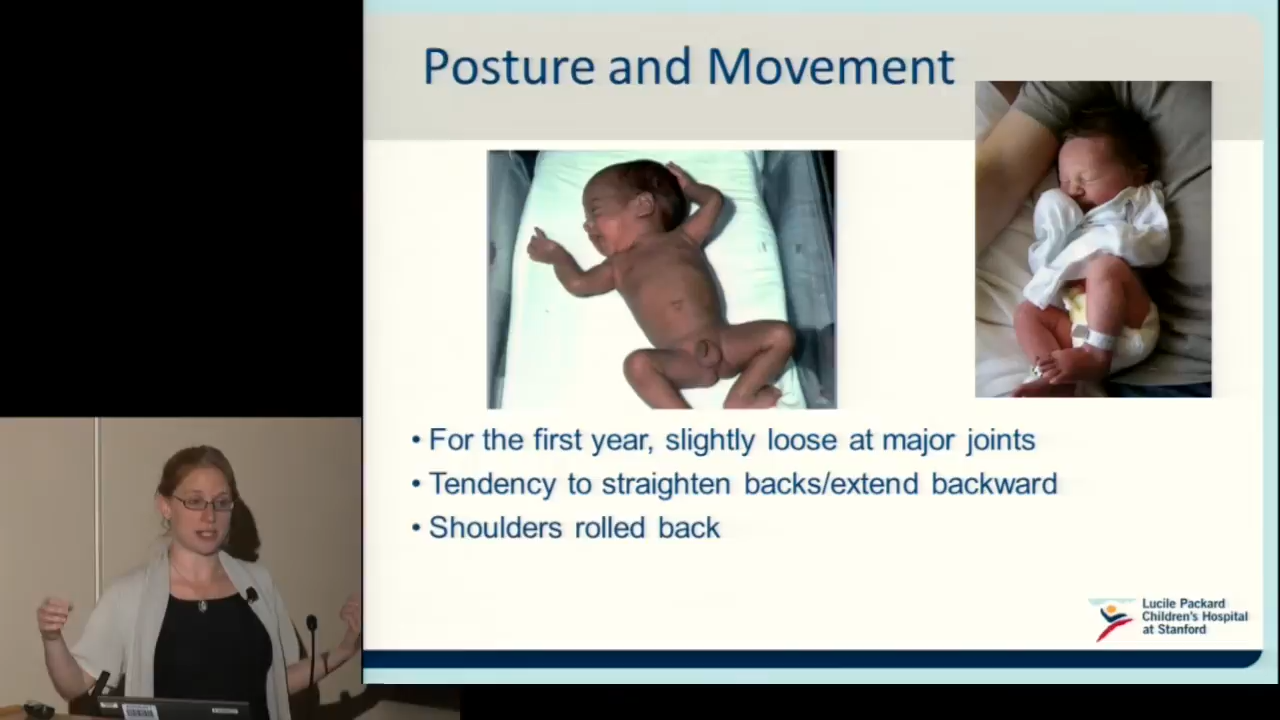 Posture and Movement
• For the first year, slightly loose at major joints
• Tendency to straighten backs/extend backward
• Shoulders rolled back
Lucile Packard
Children's Hospital
at Stanford